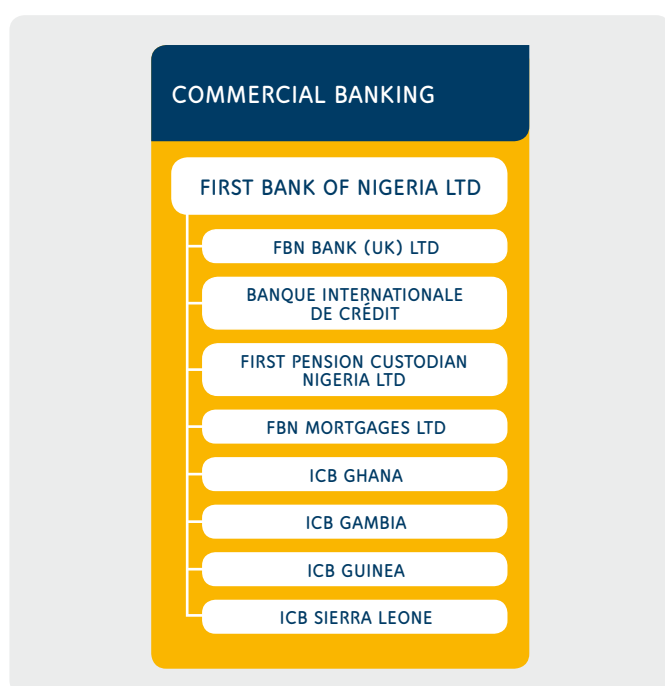 COMMERCIAL BANKING
FIRST BANK OF NIGERIA LTD
FBN BANK (UK) LTD
BANQUE INTERNATIONALE
DE CRÉDIT
FIRST PENSION CUSTODIAN
NIGERIA LTD
FBN MORTGAGES LTD
ICB GHANA
ICB GAMBIA
ICB GUINEA
ICB SIERRA LEONE